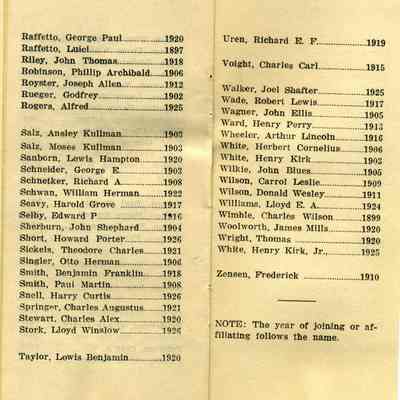 Raffetto, George Paul 1920
Raffetto, Luici 1897
Riley, John Thomas 1918
Robinson, Phillip Archibald 1906
Royster, Joseph Allen 1912
Rueger, Godfrey 1902
Rogers, Alfred 1925
Salz, Ansley Kullman 1903
Salz, Moses Kullman 1903
Sanborn, Lewis Hampton 1920
Schneider, George E. 1903
Schnetker, Richard A. 1908
Schwan, William Herman 1922
Seavy, Harold Grove 1917
Selby, Edward P 1916
Sherburn, John Shephard 1904
Short, Howard Porter 1926
Sickels, Theodore Charles 1921
Singler, Otto Herman 1906
Smith, Benjamin Franklin 1918
Smith, Paul Martin 1908
Snell, Harry Curtis 1926
Springer, Charles Augustus 1921
Stewart, Charles Alex 1920
Stork, Lloyd Winslow 1926
Taylor, Lowis Benjamin 1920
Uren, Richard E. F. 1919
Voight, Charles Carl 1915
Walker, Joel Shafter 1925
Wade, Robert Lewis 1917
Wagner, John Ellis 1905
Ward, Henry Perry 1913
Wheeler, Arthur Lincoln 1916
White, Herbert Cornelius 1906
White, Henry Kirk 1903
Wilkie, John Blues 1905
Wilson, Carrol Leslie 1909
Wilson, Donald Wesley 1911
Williams, Lloyd E. A. 1924
Wimble, Charles Wilson 1899
Woolworth, James Mills 1920
Wright, Thomas 1920
White, Henry Kirk, Jr., 1925
Zensen, Frederick 1910
NOTE: The year of joining or af-
filiating follows the name.